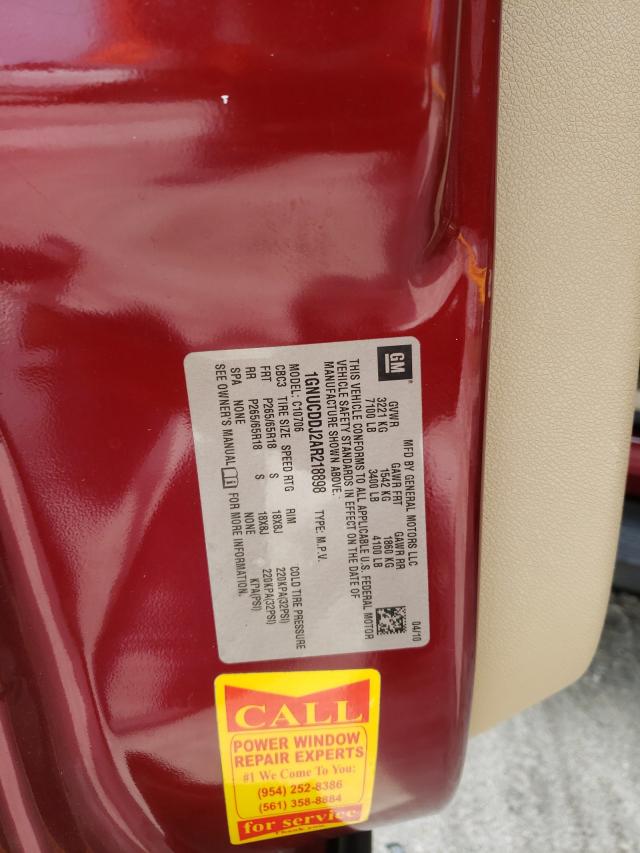 GM
MFD BY GENERAL MOTORS LLC 04/10
GVWR GAWR FRT GAWR RR
3221 KG 1542 KG 1860 KG
7100 LB 3400 LB 4100 LB
THIS VEHICLE CONFORMS TO ALL APPLICABLE U.S. FEDERAL MOTOR
VEHICLE SAFETY STANDARDS IN EFFECT ON THE DATE OF
MANUFACTURE SHOWN ABOVE.
1GNUCDDJ2AR218898 TYPE: M.P.V.
MODEL: C10706
CBC3 TIRE SIZE SPEED RTG RIM COLD TIRE PRESSURE
FRT P265/65R18 S 18X8J 220KPA(32PSI)
RR P265/65R18 S 18X8J 220KPA(32PSI)
SPA NONE NONE KPA(PSI)
SEE OWNER'S MANUAL FOR MORE INFORMATION.
CALL
POWER WINDOW
REPAIR EXPERTS
#1 We Come To You:
(954) 252-8386
(561) 358-8884
for service
Thank you